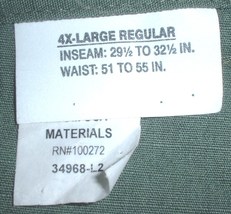 4X-LARGE REGULAR
INSEAM: 29½ TO 32½ IN.
WAIST: 51 TO 55 IN.
MATERIALS
RN#100272
34968-L2